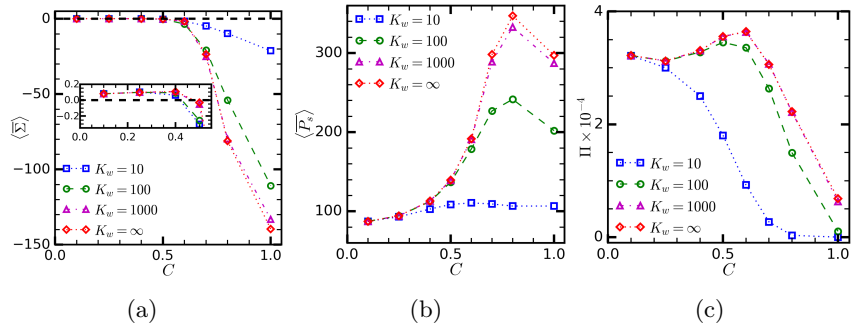 0
−50
−100
−150
⟨Σ̅⟩
0.2
0.0
−0.2
0.0
0.2
0.4
K_w = 10
K_w = 100
K_w = 1000
K_w = ∞
0.0
0.5
1.0
C
(a)
300
200
100
⟨P̅_s⟩
K_w = 10
K_w = 100
K_w = 1000
K_w = ∞
0.0
0.5
1.0
C
(b)
4
2
0
Π × 10⁻⁴
K_w = 10
K_w = 100
K_w = 1000
K_w = ∞
0.0
0.5
1.0
C
(c)